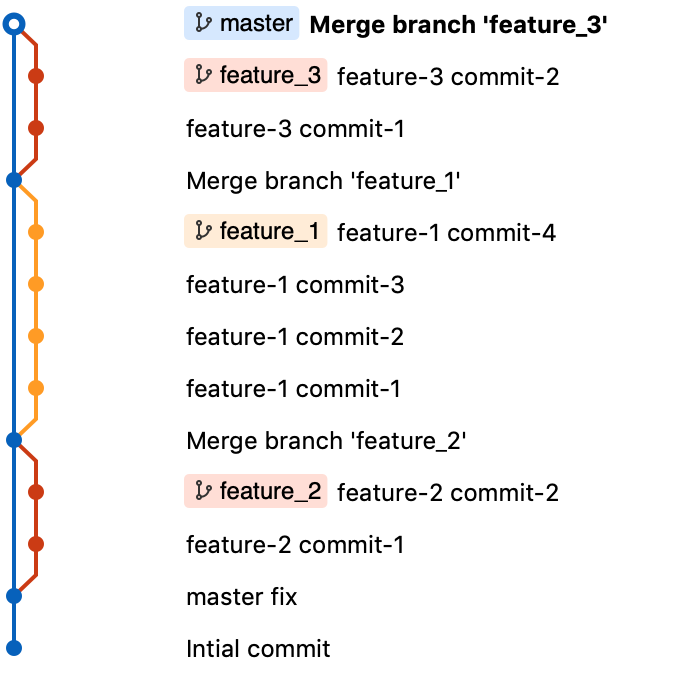 master Merge branch 'feature_3'
feature_3 feature-3 commit-2
feature-3 commit-1
Merge branch 'feature_1'
feature_1 feature-1 commit-4
feature-1 commit-3
feature-1 commit-2
feature-1 commit-1
Merge branch 'feature_2'
feature_2 feature-2 commit-2
feature-2 commit-1
master fix
Intial commit